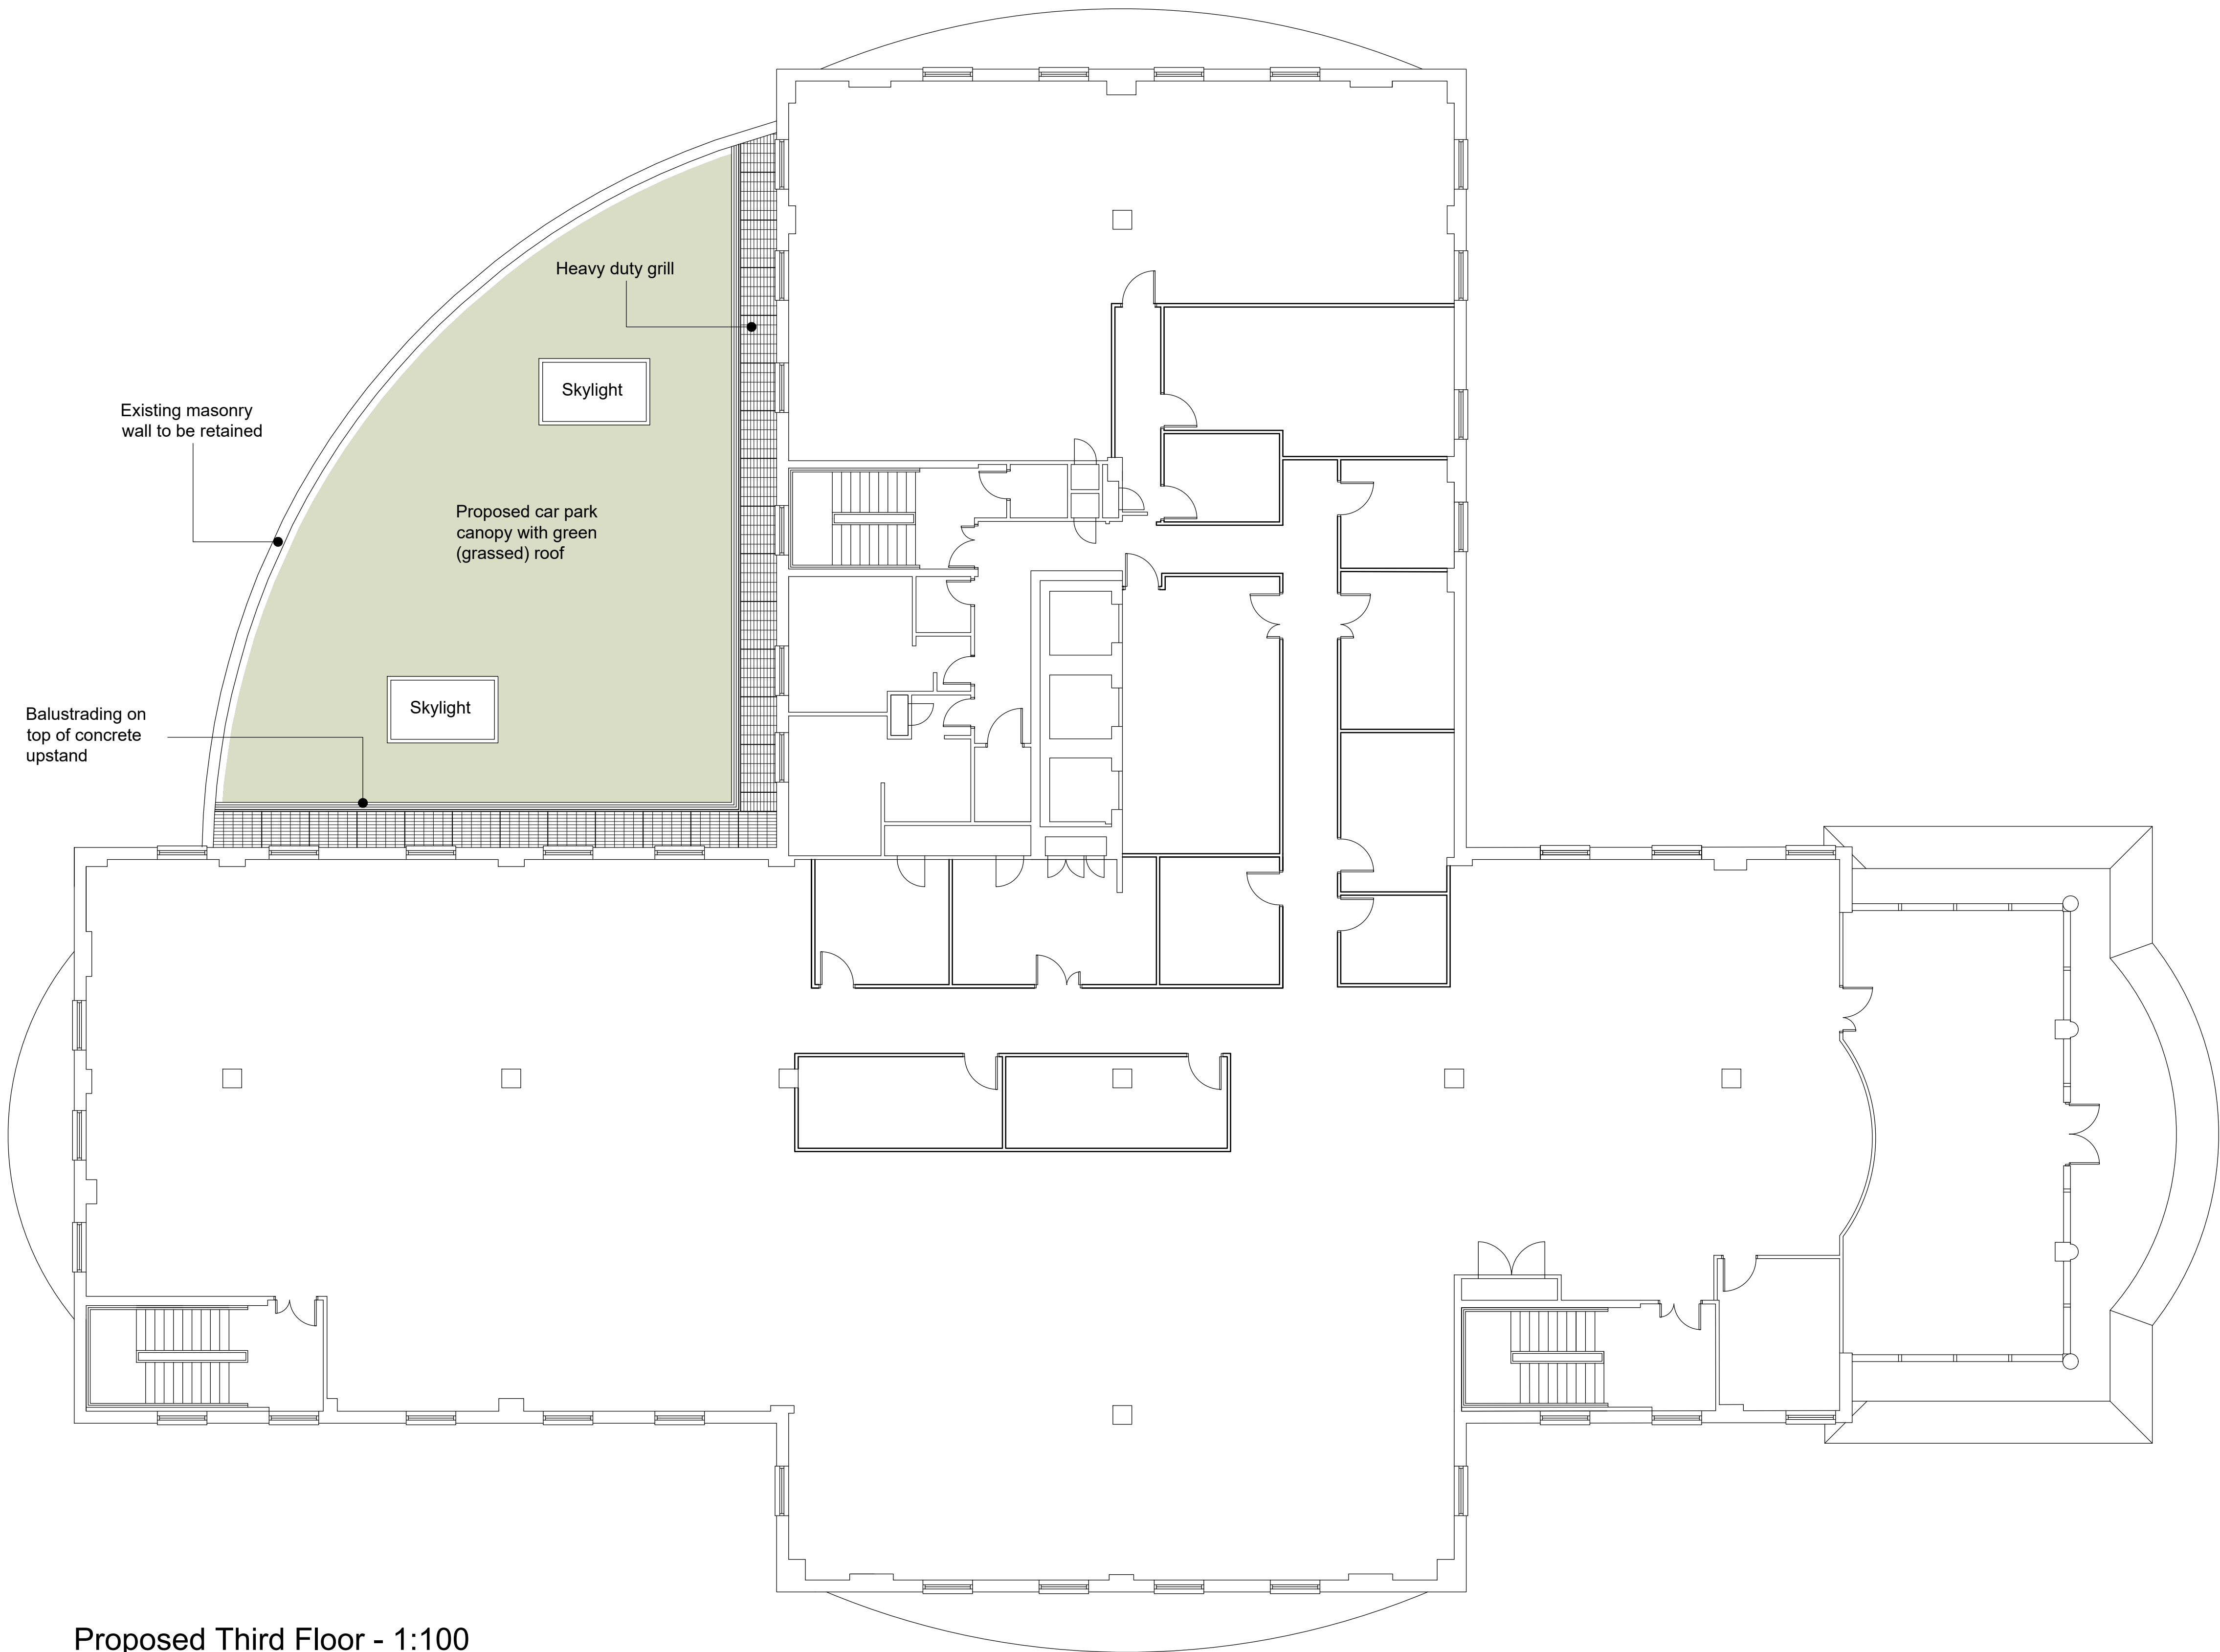 Heavy duty grill
Skylight
Existing masonry
wall to be retained
Proposed car park
canopy with green
(grassed) roof
Skylight
Balustrading on
top of concrete
upstand
Proposed Third Floor - 1:100